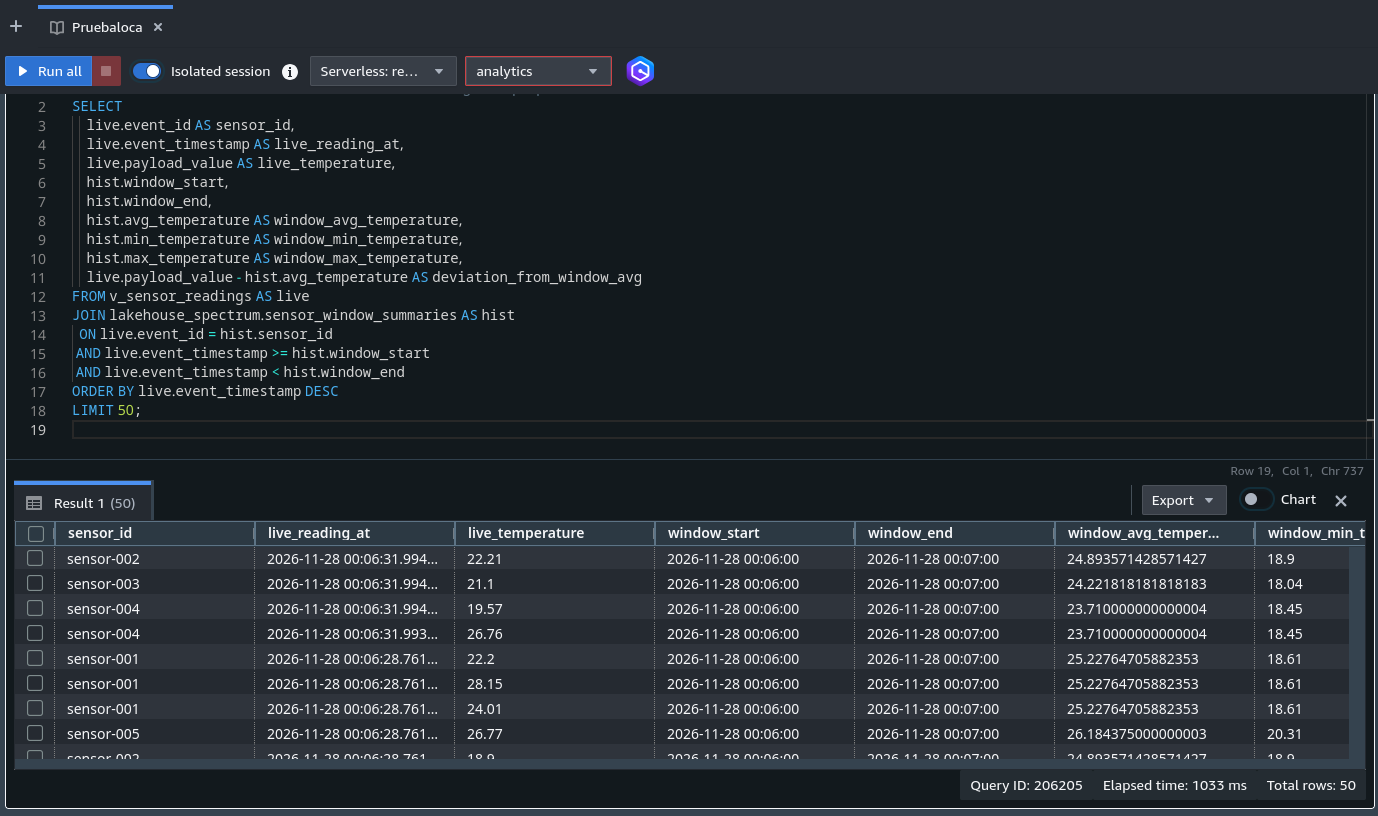 Pruebaloca
Run all
Isolated session
Serverless: re...
analytics
2 SELECT
3 live.event_id AS sensor_id,
4 live.event_timestamp AS live_reading_at,
5 live.payload_value AS live_temperature,
6 hist.window_start,
7 hist.window_end,
8 hist.avg_temperature AS window_avg_temperature,
9 hist.min_temperature AS window_min_temperature,
10 hist.max_temperature AS window_max_temperature,
11 live.payload_value - hist.avg_temperature AS deviation_from_window_avg
12 FROM v_sensor_readings AS live
13 JOIN lakehouse_spectrum.sensor_window_summaries AS hist
14 ON live.event_id = hist.sensor_id
15 AND live.event_timestamp >= hist.window_start
16 AND live.event_timestamp < hist.window_end
17 ORDER BY live.event_timestamp DESC
18 LIMIT 50;
19
Row 19, Col 1, Chr 737
Result 1 (50)
Export
Chart
sensor_id live_reading_at live_temperature window_start window_end window_avg_temper... window_min_t
sensor-002 2026-11-28 00:06:31.994... 22.21 2026-11-28 00:06:00 2026-11-28 00:07:00 24.893571428571427 18.9
sensor-003 2026-11-28 00:06:31.994... 21.1 2026-11-28 00:06:00 2026-11-28 00:07:00 24.221818181818183 18.04
sensor-004 2026-11-28 00:06:31.994... 19.57 2026-11-28 00:06:00 2026-11-28 00:07:00 23.710000000000004 18.45
sensor-004 2026-11-28 00:06:31.993... 26.76 2026-11-28 00:06:00 2026-11-28 00:07:00 23.710000000000004 18.45
sensor-001 2026-11-28 00:06:28.761... 22.2 2026-11-28 00:06:00 2026-11-28 00:07:00 25.22764705882353 18.61
sensor-001 2026-11-28 00:06:28.761... 28.15 2026-11-28 00:06:00 2026-11-28 00:07:00 25.22764705882353 18.61
sensor-001 2026-11-28 00:06:28.761... 24.01 2026-11-28 00:06:00 2026-11-28 00:07:00 25.22764705882353 18.61
sensor-005 2026-11-28 00:06:28.761... 26.77 2026-11-28 00:06:00 2026-11-28 00:07:00 26.184375000000003 20.31
Query ID: 206205 Elapsed time: 1033 ms Total rows: 50